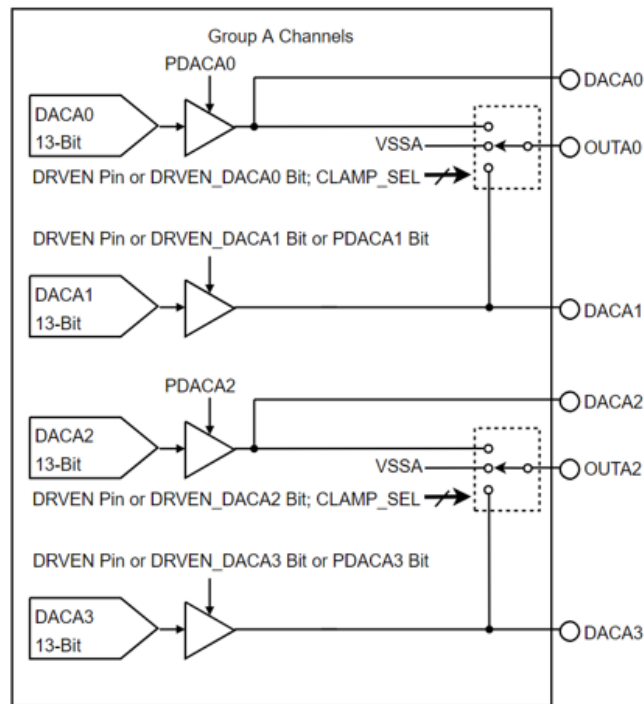 Group A Channels
PDACA0
DACA0
DACA0
13-Bit
VSSA
OUTA0
DRVEN Pin or DRVEN_DACA0 Bit; CLAMP_SEL
DRVEN Pin or DRVEN_DACA1 Bit or PDACA1 Bit
DACA1
13-Bit
DACA1
PDACA2
DACA2
DACA2
13-Bit
VSSA
OUTA2
DRVEN Pin or DRVEN_DACA2 Bit; CLAMP_SEL
DRVEN Pin or DRVEN_DACA3 Bit or PDACA3 Bit
DACA3
13-Bit
DACA3